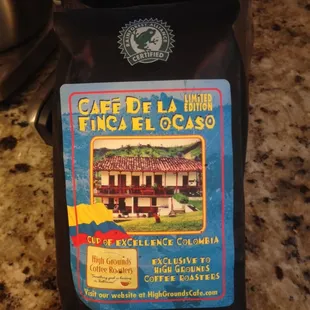 CERTIFIED
CAFÉ DE LA
FINCA EL OCASO
LIMITED
EDITION
CUP OF EXCELLENCE COLOMBIA
High Grounds
Coffee Roasters
EXCLUSIVE TO
HIGH GROUNDS
COFFEE ROASTERS
Visit our website at HighGroundsCafe.com